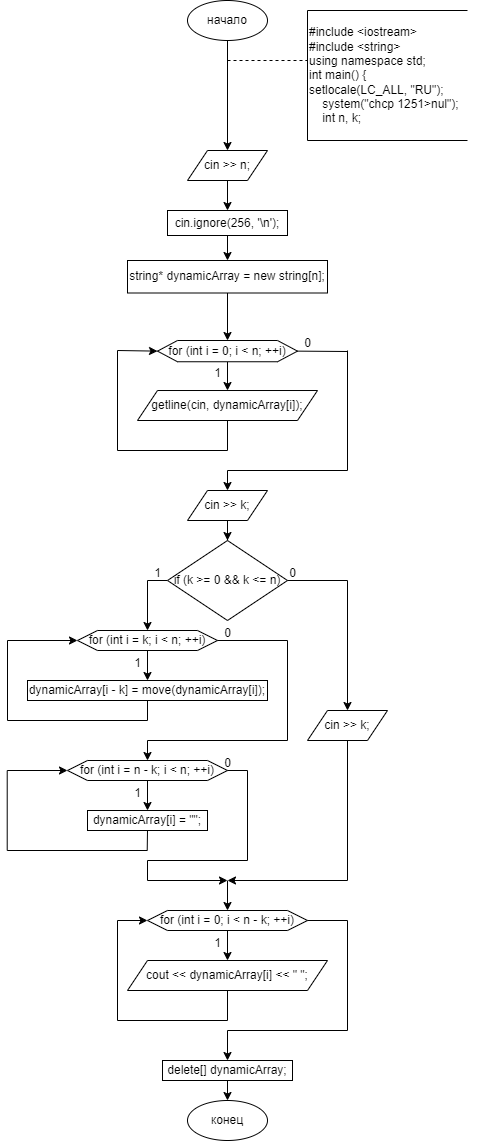 начало
#include <iostream>
#include <string>
using namespace std;
int main() {
setlocale(LC_ALL, "RU");
system("chcp 1251>nul");
int n, k;
cin >> n;
cin.ignore(256, '\n');
string* dynamicArray = new string[n];
for (int i = 0; i < n; ++i)
0
1
getline(cin, dynamicArray[i]);
cin >> k;
if (k >= 0 && k <= n)
1
0
for (int i = k; i < n; ++i)
0
1
dynamicArray[i - k] = move(dynamicArray[i]);
cin >> k;
for (int i = n - k; i < n; ++i)
0
1
dynamicArray[i] = "";
for (int i = 0; i < n - k; ++i)
1
cout << dynamicArray[i] << " ";
delete[] dynamicArray;
конец